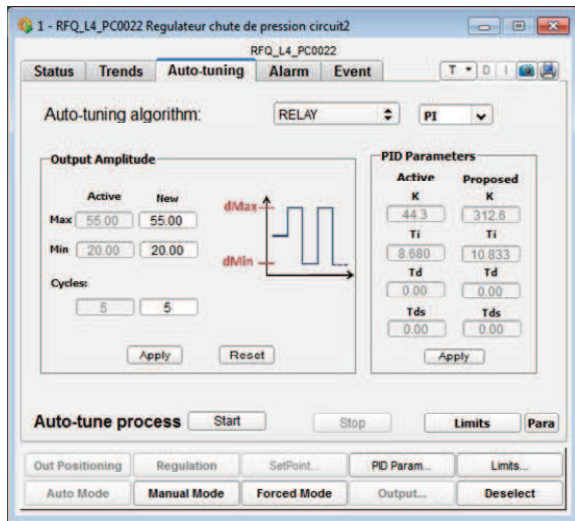 1 - RFQ_L4_PC0022 Regulateur chute de pression circuit2
RFQ_L4_PC0022
Status Trends Auto-tuning Alarm Event T D I
Auto-tuning algorithm: RELAY PI
Output Amplitude
Active New
Max 55.00 55.00
Min 20.00 20.00
dMax
dMin
Cycles:
5 5
Apply Reset
PID Parameters
Active Proposed
K K
44.3 312.6
Ti Ti
8.680 10.833
Td Td
0.00 0.00
Tds Tds
0.00 0.00
Apply
Auto-tune process Start Stop Limits Para
Out Positioning Regulation SetPoint... PID Param... Limits...
Auto Mode Manual Mode Forced Mode Output... Deselect